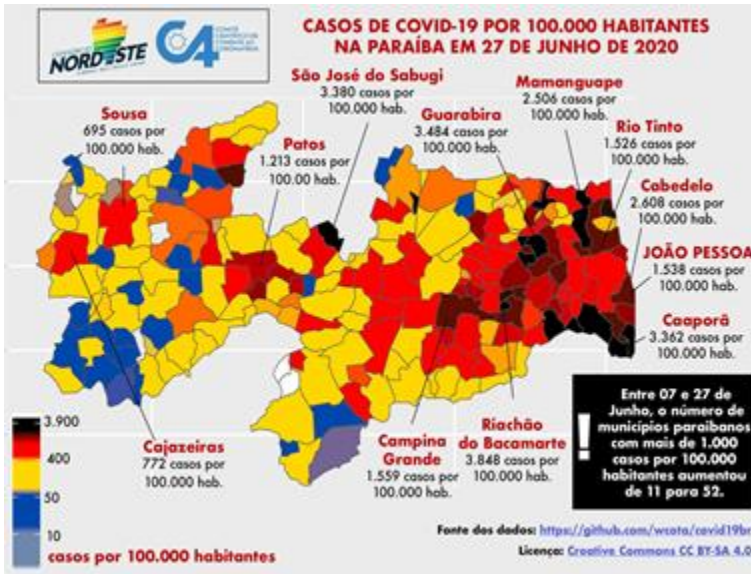 CONSÓRCIO
NORDESTE
C4
COMITÊ
CIENTÍFICO DE
COMBATE AO
CORONAVÍRUS
CASOS DE COVID-19 POR 100.000 HABITANTES
NA PARAÍBA EM 27 DE JUNHO DE 2020
São José do Sabugi
3.380 casos por
100.000 hab.
Mamanguape
2.506 casos por
100.000 hab.
Sousa
695 casos por
100.000 hab.
Guarabira
3.484 casos por
100.000 hab.
Rio Tinto
1.526 casos por
100.000 hab.
Patos
1.213 casos por
100.00 hab.
Cabedelo
2.608 casos por
100.000 hab.
JOÃO PESSOA
1.538 casos por
100.000 hab.
Caaporã
3.362 casos por
100.000 hab.
Entre 07 e 27 de
Junho, o número de
municípios paraibanos
com mais de 1.000
casos por 100.000
habitantes aumentou
de 11 para 52.
!
Cajazeiras
772 casos por
100.000 hab.
Campina
Grande
1.559 casos por
100.000 hab.
Riachão
do Bacamarte
3.848 casos por
100.000 hab.
3.900
400
50
10
casos por 100.000 habitantes
Fonte dos dados: https://github.com/wcota/covid19br
Licença: Creative Commons CC BY-SA 4.0